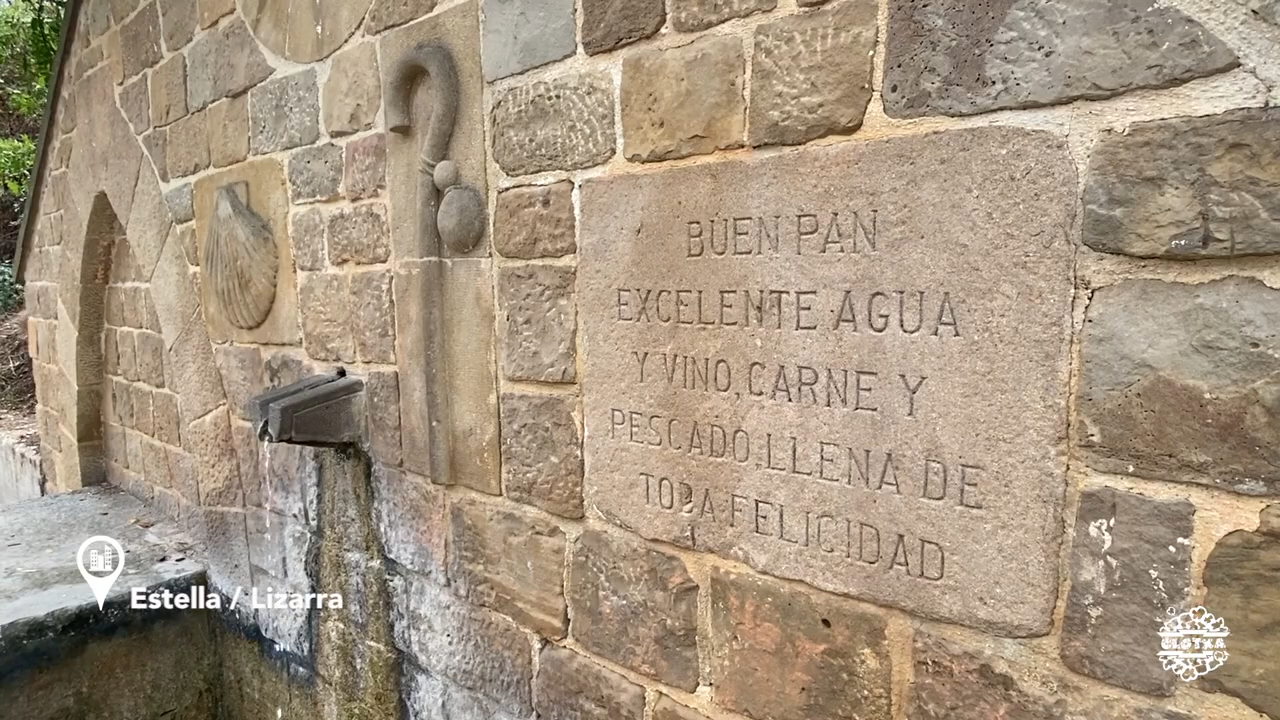 BUEN PAN
EXCELENTE AGUA
Y VINO, CARNE Y
PESCADO, LLENA DE
TODA FELICIDAD
Estella / Lizarra